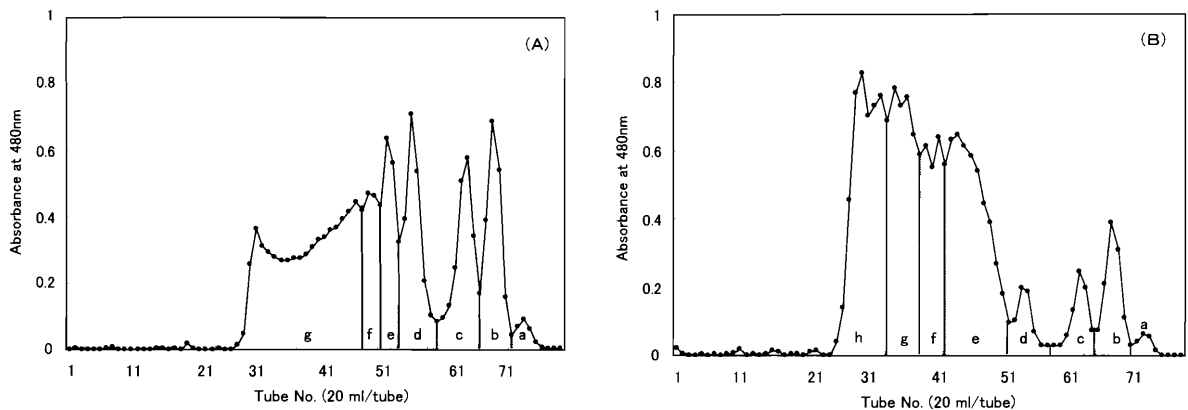 (A)
Absorbance at 480nm
1
0.8
0.6
0.4
0.2
0
g f e d c b a
1 11 21 31 41 51 61 71
Tube No. (20 ml/tube)
(B)
Absorbance at 480nm
1
0.8
0.6
0.4
0.2
0
h g f e d c b a
1 11 21 31 41 51 61 71
Tube No. (20 ml/tube)